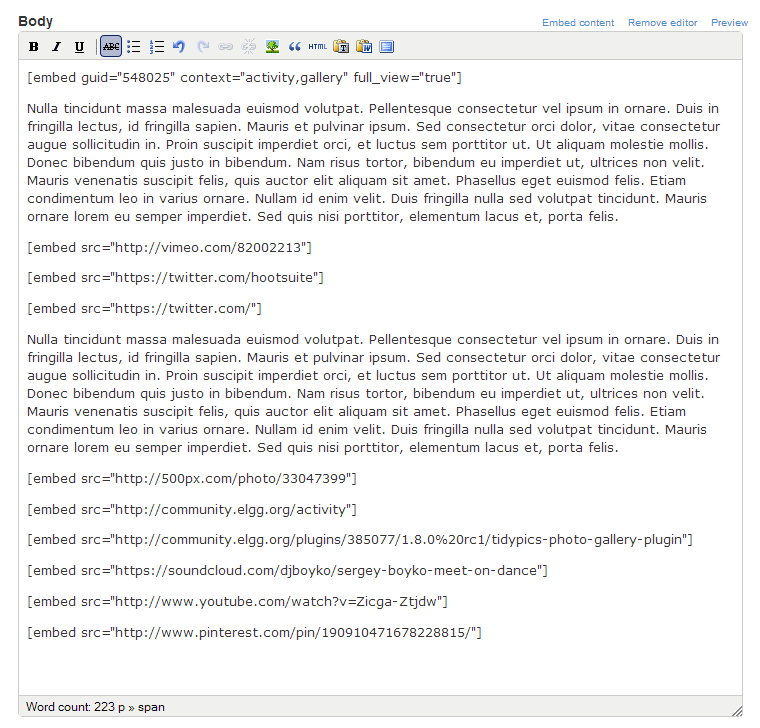 Body
Embed content Remove editor Preview
B I U ABC HTML T W
[embed guid="548025" context="activity,gallery" full_view="true"]
Nulla tincidunt massa malesuada euismod volutpat. Pellentesque consectetur vel ipsum in ornare. Duis in
fringilla lectus, id fringilla sapien. Mauris et pulvinar ipsum. Sed consectetur orci dolor, vitae consectetur
augue sollicitudin in. Proin suscipit imperdiet orci, et luctus sem porttitor ut. Ut aliquam molestie mollis.
Donec bibendum quis justo in bibendum. Nam risus tortor, bibendum eu imperdiet ut, ultrices non velit.
Mauris venenatis suscipit felis, quis auctor elit aliquam sit amet. Phasellus eget euismod felis. Etiam
condimentum leo in varius ornare. Nullam id enim velit. Duis fringilla nulla sed volutpat tincidunt. Mauris
ornare lorem eu semper imperdiet. Sed quis nisi porttitor, elementum lacus et, porta felis.
[embed src="http://vimeo.com/82002213"]
[embed src="https://twitter.com/hootsuite"]
[embed src="https://twitter.com/"]
Nulla tincidunt massa malesuada euismod volutpat. Pellentesque consectetur vel ipsum in ornare. Duis in
fringilla lectus, id fringilla sapien. Mauris et pulvinar ipsum. Sed consectetur orci dolor, vitae consectetur
augue sollicitudin in. Proin suscipit imperdiet orci, et luctus sem porttitor ut. Ut aliquam molestie mollis.
Donec bibendum quis justo in bibendum. Nam risus tortor, bibendum eu imperdiet ut, ultrices non velit.
Mauris venenatis suscipit felis, quis auctor elit aliquam sit amet. Phasellus eget euismod felis. Etiam
condimentum leo in varius ornare. Nullam id enim velit. Duis fringilla nulla sed volutpat tincidunt. Mauris
ornare lorem eu semper imperdiet. Sed quis nisi porttitor, elementum lacus et, porta felis.
[embed src="http://500px.com/photo/33047399"]
[embed src="http://community.elgg.org/activity"]
[embed src="http://community.elgg.org/plugins/385077/1.8.0%20rc1/tidypics-photo-gallery-plugin"]
[embed src="https://soundcloud.com/djboyko/sergey-boyko-meet-on-dance"]
[embed src="http://www.youtube.com/watch?v=Zicga-Ztjdw"]
[embed src="http://www.pinterest.com/pin/190910471678228815/"]
Word count: 223 p » span